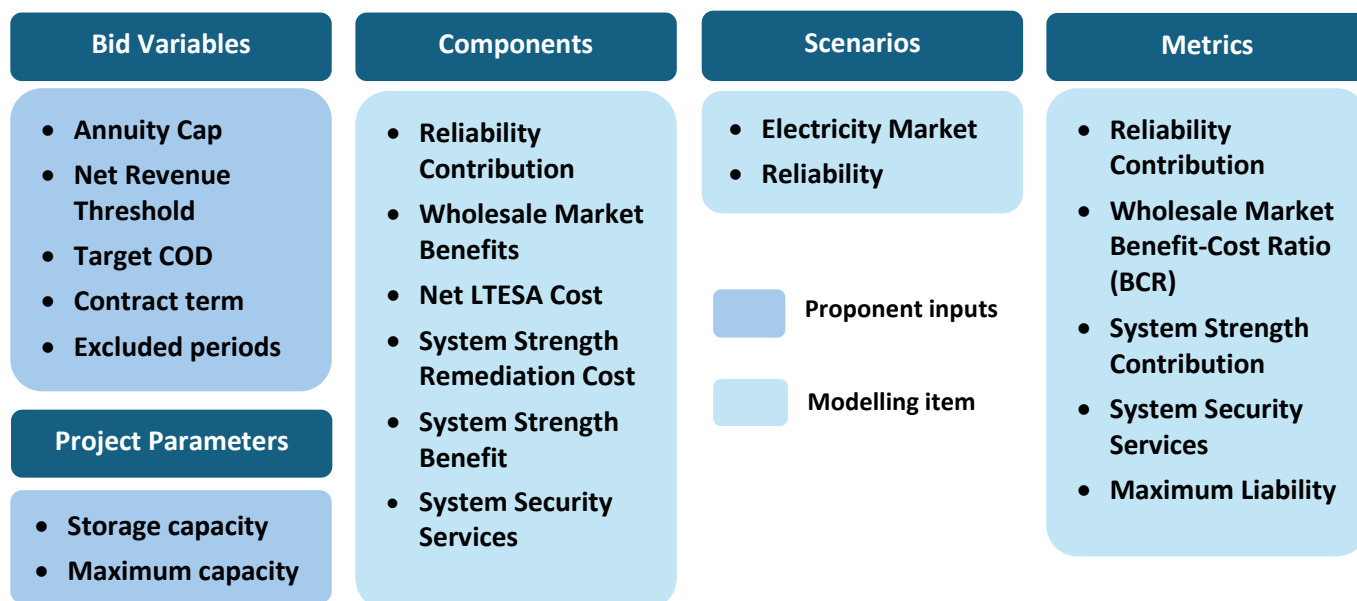 Bid Variables
• Annuity Cap
• Net Revenue
Threshold
• Target COD
• Contract term
• Excluded periods
Project Parameters
• Storage capacity
• Maximum capacity
Components
• Reliability
Contribution
• Wholesale Market
Benefits
• Net LTESA Cost
• System Strength
Remediation Cost
• System Strength
Benefit
• System Security
Services
Scenarios
• Electricity Market
• Reliability
Proponent inputs
Modelling item
Metrics
• Reliability
Contribution
• Wholesale Market
Benefit-Cost Ratio
(BCR)
• System Strength
Contribution
• System Security
Services
• Maximum Liability